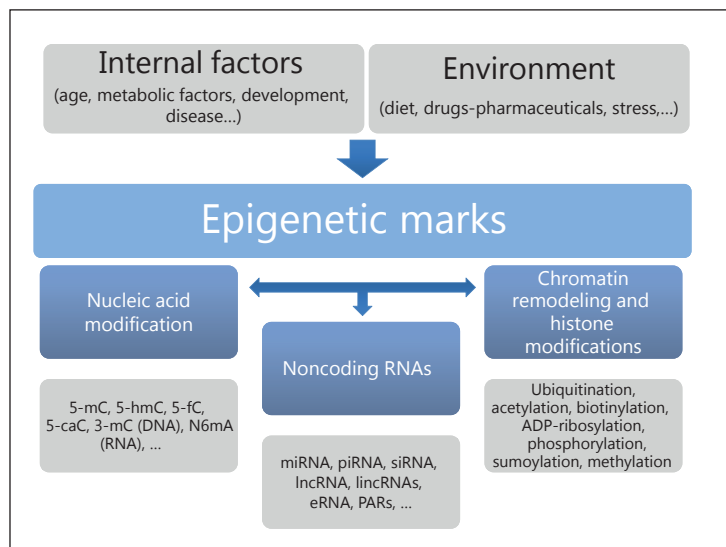 Internal factors
(age, metabolic factors, development,
disease...)
Environment
(diet, drugs-pharmaceuticals, stress,...)
Epigenetic marks
Nucleic acid
modification
Noncoding RNAs
Chromatin
remodeling and
histone
modifications
5-mC, 5-hmC, 5-fC,
5-caC, 3-mC (DNA), N6mA
(RNA), ...
miRNA, piRNA, siRNA,
lncRNA, lincRNAs,
eRNA, PARs, ...
Ubiquitination,
acetylation, biotinylation,
ADP-ribosylation,
phosphorylation,
sumoylation, methylation